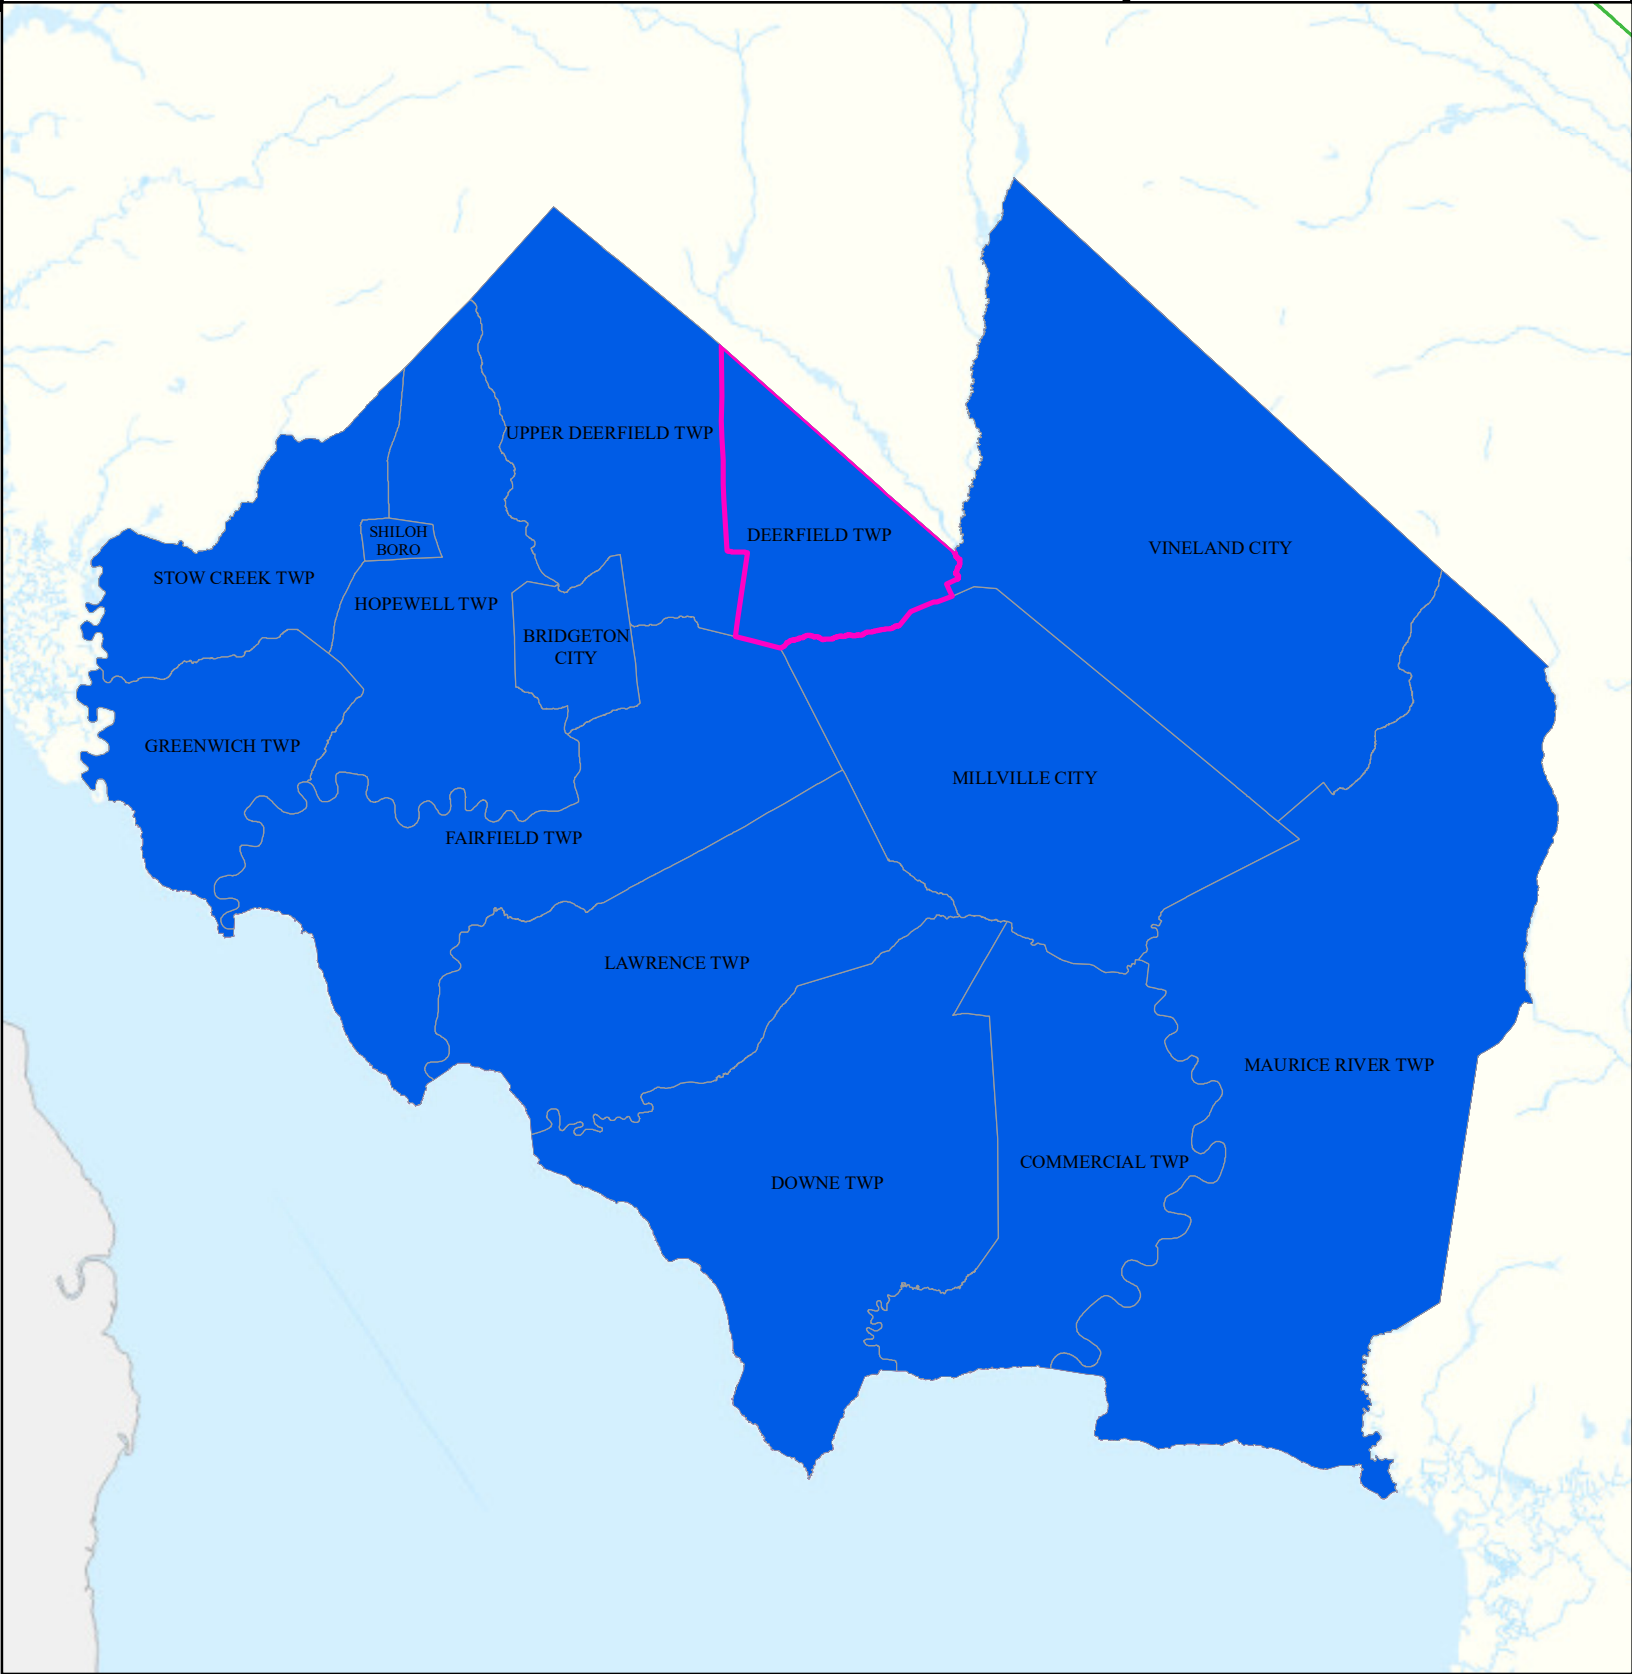 UPPER DEERFIELD TWP
DEERFIELD TWP
SHILOH
BORO
VINELAND CITY
STOW CREEK TWP
HOPEWELL TWP
BRIDGETON
CITY
GREENWICH TWP
MILLVILLE CITY
FAIRFIELD TWP
LAWRENCE TWP
MAURICE RIVER TWP
COMMERCIAL TWP
DOWNE TWP